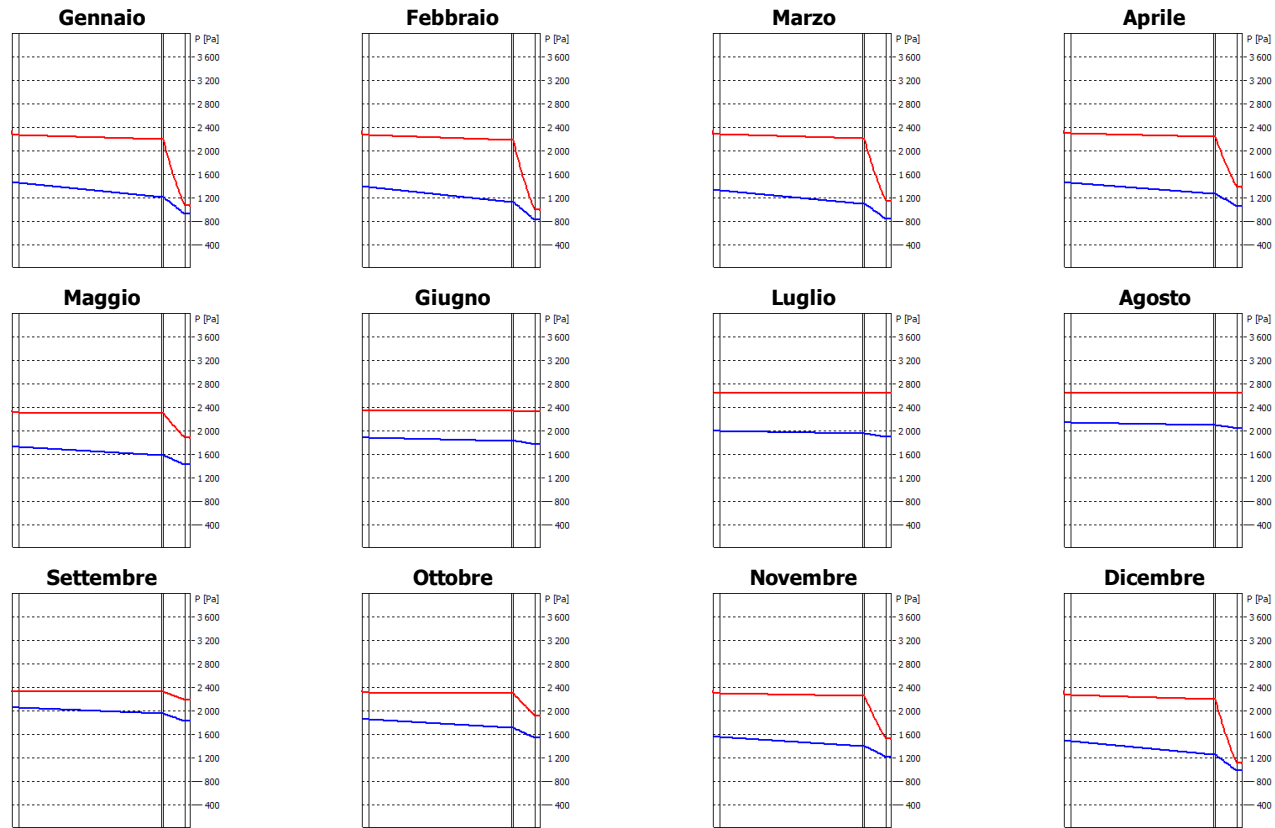 Gennaio Febbraio Marzo Aprile
P [Pa] P [Pa] P [Pa] P [Pa]
3 600 3 600 3 600 3 600
3 200 3 200 3 200 3 200
2 800 2 800 2 800 2 800
2 400 2 400 2 400 2 400
2 000 2 000 2 000 2 000
1 600 1 600 1 600 1 600
1 200 1 200 1 200 1 200
800 800 800 800
400 400 400 400
Maggio Giugno Luglio Agosto
P [Pa] P [Pa] P [Pa] P [Pa]
3 600 3 600 3 600 3 600
3 200 3 200 3 200 3 200
2 800 2 800 2 800 2 800
2 400 2 400 2 400 2 400
2 000 2 000 2 000 2 000
1 600 1 600 1 600 1 600
1 200 1 200 1 200 1 200
800 800 800 800
400 400 400 400
Settembre Ottobre Novembre Dicembre
P [Pa] P [Pa] P [Pa] P [Pa]
3 600 3 600 3 600 3 600
3 200 3 200 3 200 3 200
2 800 2 800 2 800 2 800
2 400 2 400 2 400 2 400
2 000 2 000 2 000 2 000
1 600 1 600 1 600 1 600
1 200 1 200 1 200 1 200
800 800 800 800
400 400 400 400